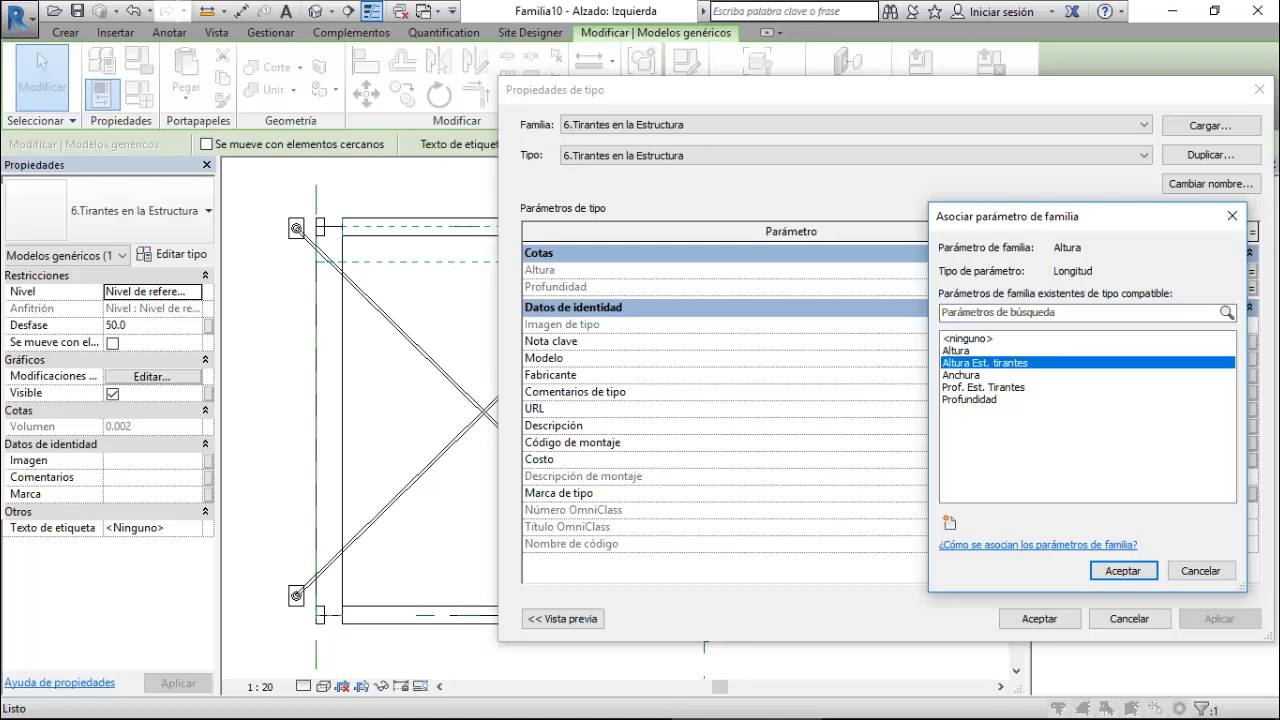 Familia10 - Alzado: Izquierda
Escriba palabra clave o frase
Iniciar sesión
Crear
Insertar
Anotar
Vista
Gestionar
Complementos
Quantification
Site Designer
Modificar | Modelos genéricos
Modificar
Pegar
Corte
Unir
Seleccionar
Propiedades
Portapapeles
Geometría
Modificar
Modificar | Modelos genéricos
Se mueve con elementos cercanos
Texto de etiquet
Propiedades
6.Tirantes en la Estructura
Modelos genéricos (1
Editar tipo
Restricciones
Nivel
Nivel de refere...
Anfitrión
Nivel : Nivel de re...
Desfase
50.0
Se mueve con el...
Gráficos
Modificaciones ...
Editar...
Visible
Cotas
Volumen
0.002
Datos de identidad
Imagen
Comentarios
Marca
Otros
Texto de etiqueta
<Ninguno>
Ayuda de propiedades
Aplicar
Listo
1 : 20
:1
Propiedades de tipo
Familia:
6.Tirantes en la Estructura
Cargar...
Tipo:
6.Tirantes en la Estructura
Duplicar...
Cambiar nombre...
Parámetros de tipo
Parámetro
=
Cotas
Altura
Profundidad
Datos de identidad
Imagen de tipo
Nota clave
Modelo
Fabricante
Comentarios de tipo
URL
Descripción
Código de montaje
Costo
Descripción de montaje
Marca de tipo
Número OmniClass
Título OmniClass
Nombre de código
<< Vista previa
Aceptar
Cancelar
Aplicar
Asociar parámetro de familia
Parámetro de familia:
Altura
Tipo de parámetro:
Longitud
Parámetros de familia existentes de tipo compatible:
Parámetros de búsqueda
<ninguno>
Altura
Altura Est. tirantes
Anchura
Prof. Est. Tirantes
Profundidad
¿Cómo se asocian los parámetros de familia?
Aceptar
Cancelar